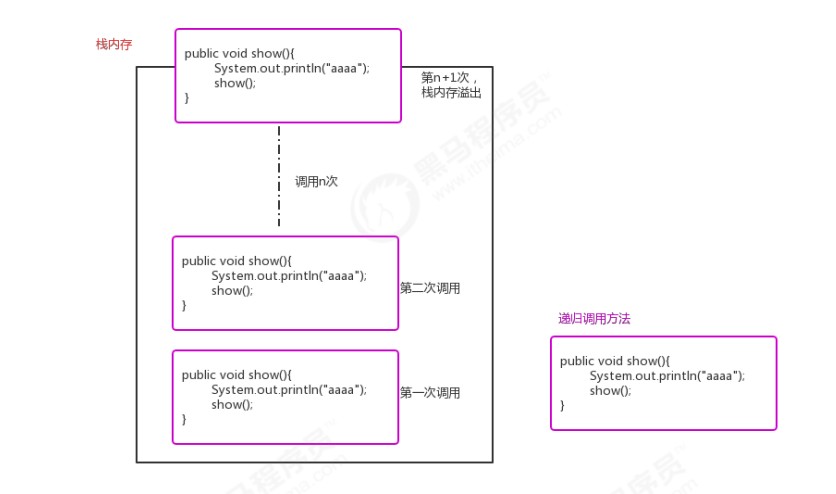 栈内存
public void show(){
System.out.println("aaaa");
show();
}
第n+1次，
栈内存溢出
调用n次
public void show(){
System.out.println("aaaa");
show();
}
第二次调用
public void show(){
System.out.println("aaaa");
show();
}
第一次调用
递归调用方法
public void show(){
System.out.println("aaaa");
show();
}
黑马程序员™
www.itheima.com